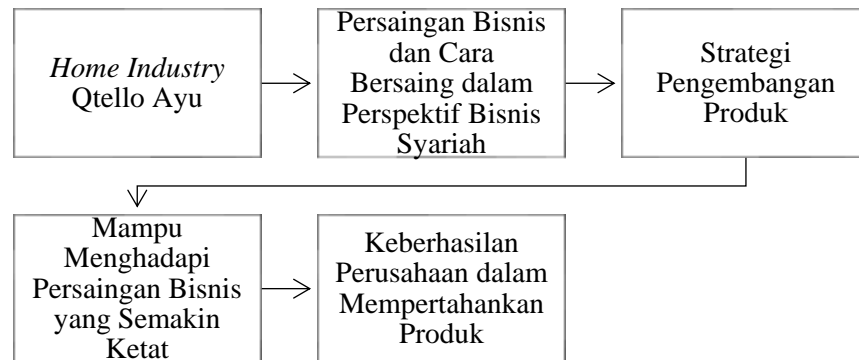 Home Industry
Qtello Ayu
Persaingan Bisnis
dan Cara
Bersaing dalam
Perspektif Bisnis
Syariah
Strategi
Pengembangan
Produk
Mampu
Menghadapi
Persaingan Bisnis
yang Semakin
Ketat
Keberhasilan
Perusahaan dalam
Mempertahankan
Produk